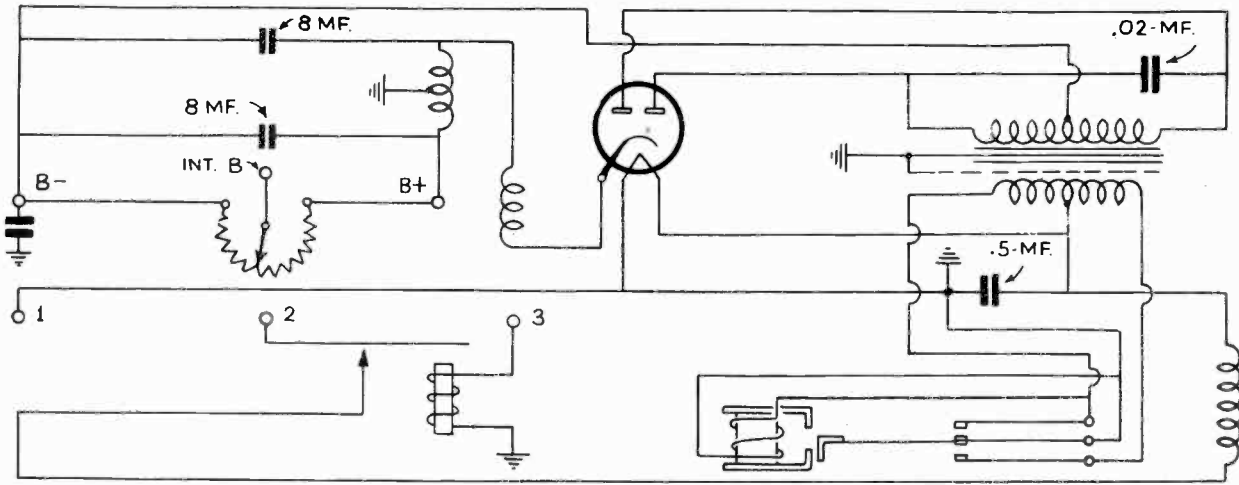 8 MF.
.02-MF.
8 MF.
INT. B
B-
B+
.5-MF.
1
2
3